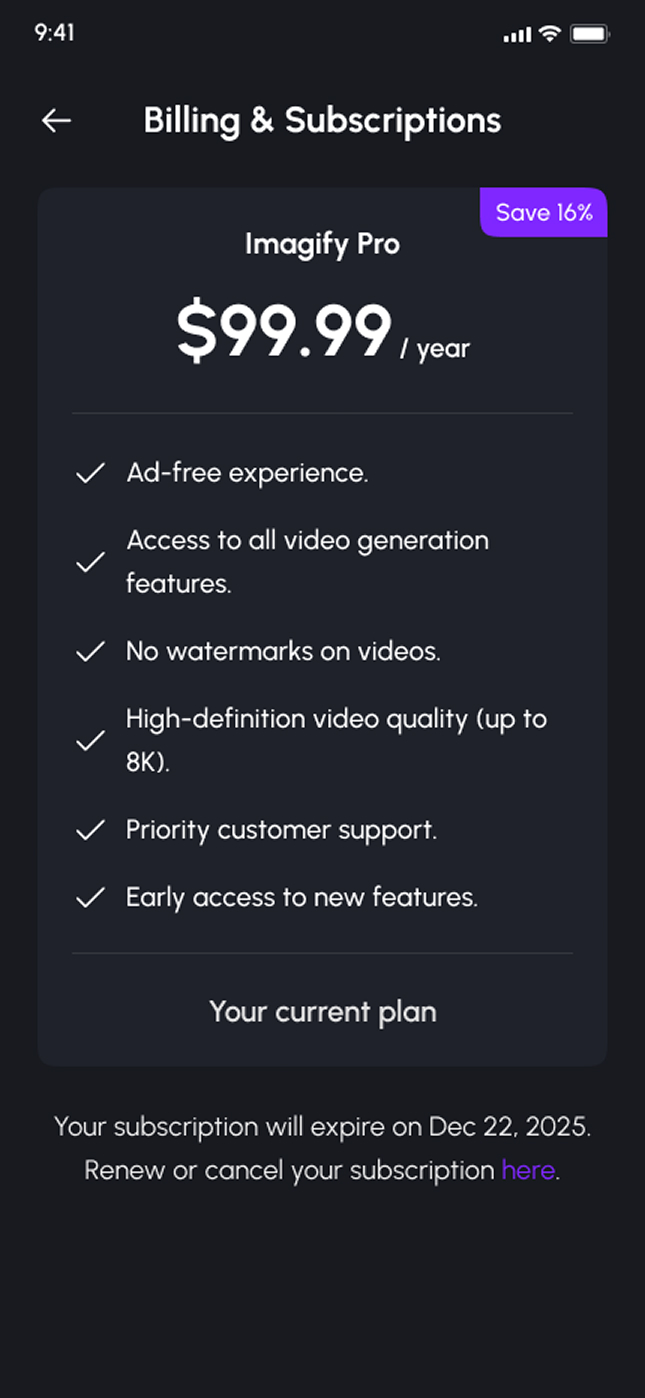 9:41
Billing & Subscriptions
Save 16%
Imagify Pro
$99.99 / year
Ad-free experience.
Access to all video generation
features.
No watermarks on videos.
High-definition video quality (up to
8K).
Priority customer support.
Early access to new features.
Your current plan
Your subscription will expire on Dec 22, 2025.
Renew or cancel your subscription here.